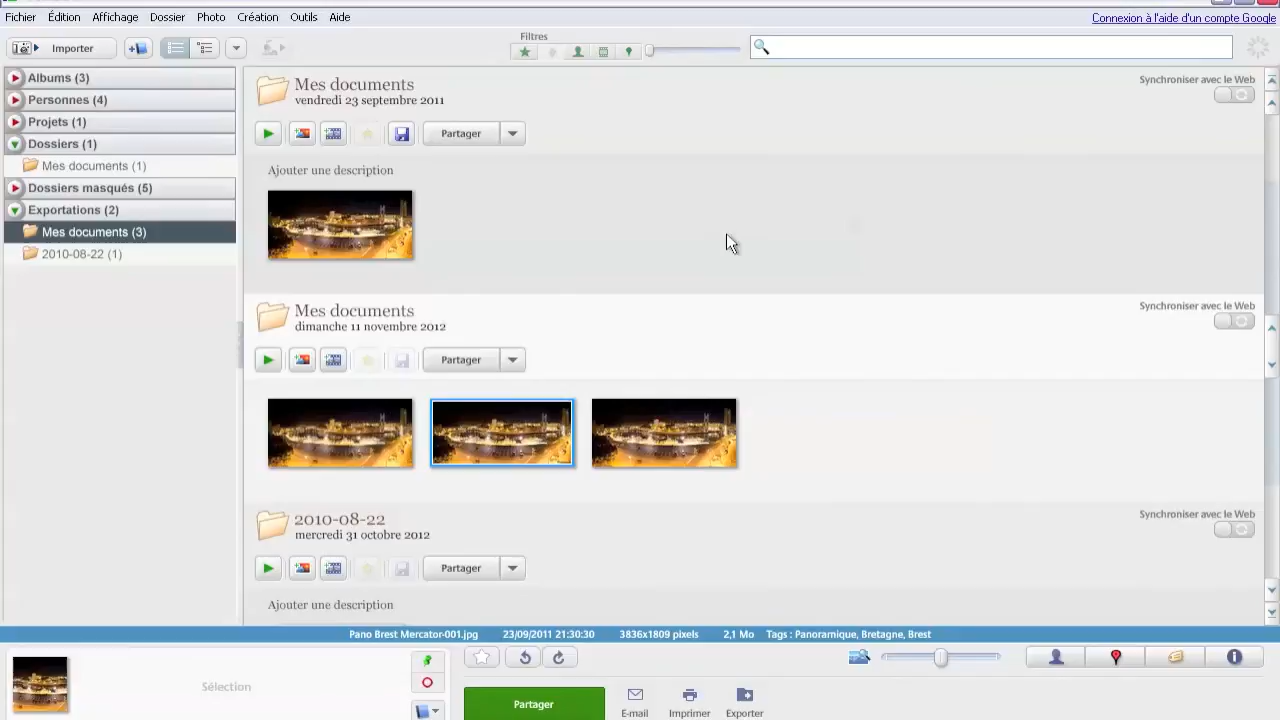 Fichier Édition Affichage Dossier Photo Création Outils Aide Connexion à l'aide d'un compte Google
Importer
Filtres
Albums (3)
Personnes (4)
Projets (1)
Dossiers (1)
Mes documents (1)
Dossiers masqués (5)
Exportations (2)
Mes documents (3)
2010-08-22 (1)
Mes documents
vendredi 23 septembre 2011
Synchroniser avec le Web
Partager
Ajouter une description
Mes documents
dimanche 11 novembre 2012
Synchroniser avec le Web
Partager
2010-08-22
mercredi 31 octobre 2012
Synchroniser avec le Web
Partager
Ajouter une description
Pano Brest Mercator-001.jpg 23/09/2011 21:30:30 3836x1809 pixels 2,1 Mo Tags : Panoramique, Bretagne, Brest
Sélection
Partager
E-mail
Imprimer
Exporter